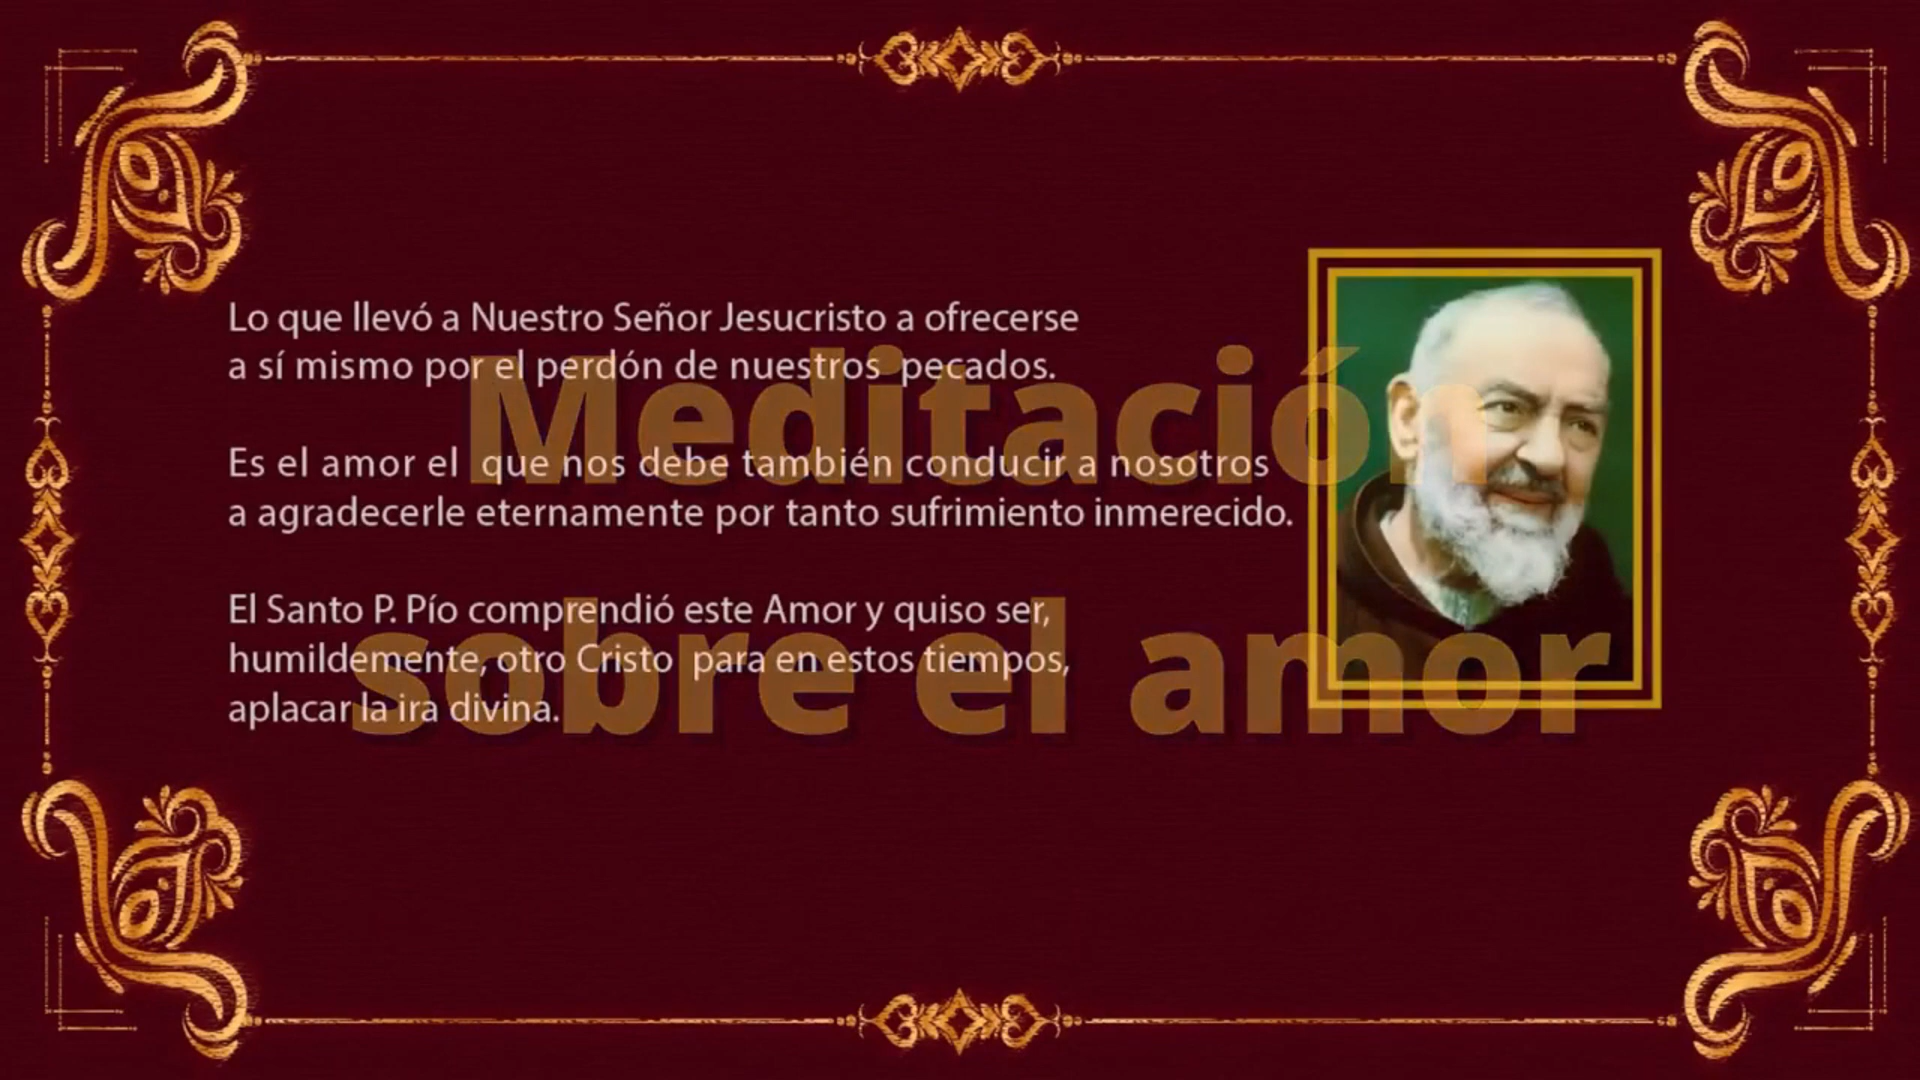 Lo que llevó a Nuestro Señor Jesucristo a ofrecerse
a sí mismo por el perdón de nuestros pecados.
Es el amor el que nos debe también conducir a nosotros
a agradecerle eternamente por tanto sufrimiento inmerecido.
El Santo P. Pío comprendió este Amor y quiso ser,
humildemente, otro Cristo para en estos tiempos,
aplacar la ira divina.
Meditación
sobre el amor